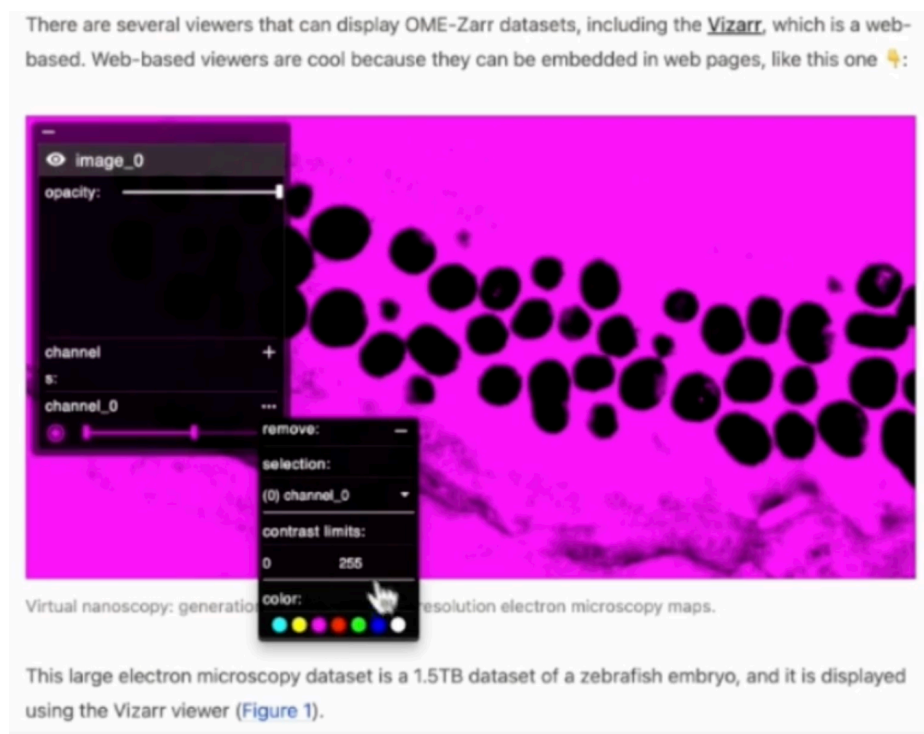 There are several viewers that can display OME-Zarr datasets, including the Vizarr, which is a web-
based. Web-based viewers are cool because they can be embedded in web pages, like this one 👇:
image_0
opacity:
channel
s:
channel_0
remove:
selection:
(0) channel_0
contrast limits:
0 255
color:
Virtual nanoscopy: generation resolution electron microscopy maps.
This large electron microscopy dataset is a 1.5TB dataset of a zebrafish embryo, and it is displayed
using the Vizarr viewer (Figure 1).